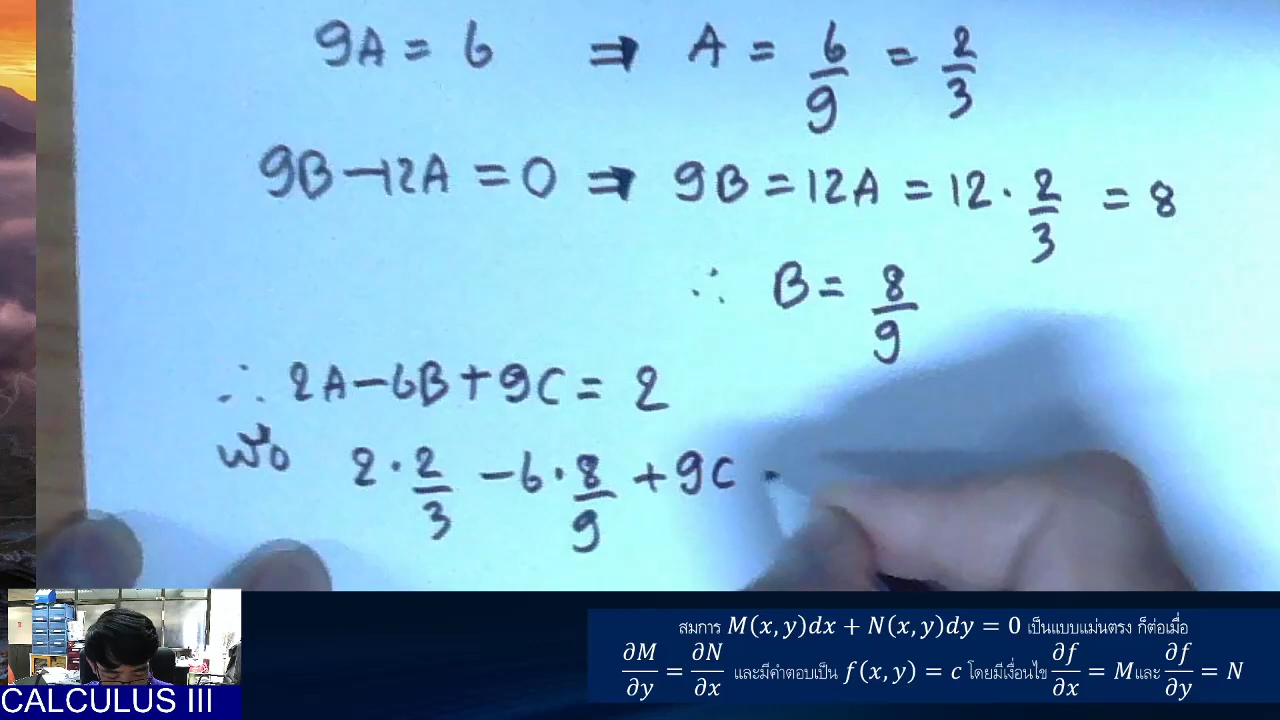 9A = 6 ⇒ A = 6/9 = 2/3
9B − 12A = 0 ⇒ 9B = 12A = 12 · 2/3 = 8
∴ B = 8/9
∴ 2A − 6B + 9C = 2
2 · 2/3 − 6 · 8/9 + 9C
สมการ M(x, y)dx + N(x, y)dy = 0 เป็นแบบแม่นตรง ก็ต่อเมื่อ
∂M/∂y = ∂N/∂x และมีคำตอบเป็น f(x, y) = c โดยมีเงื่อนไข ∂f/∂x = M และ ∂f/∂y = N
CALCULUS III